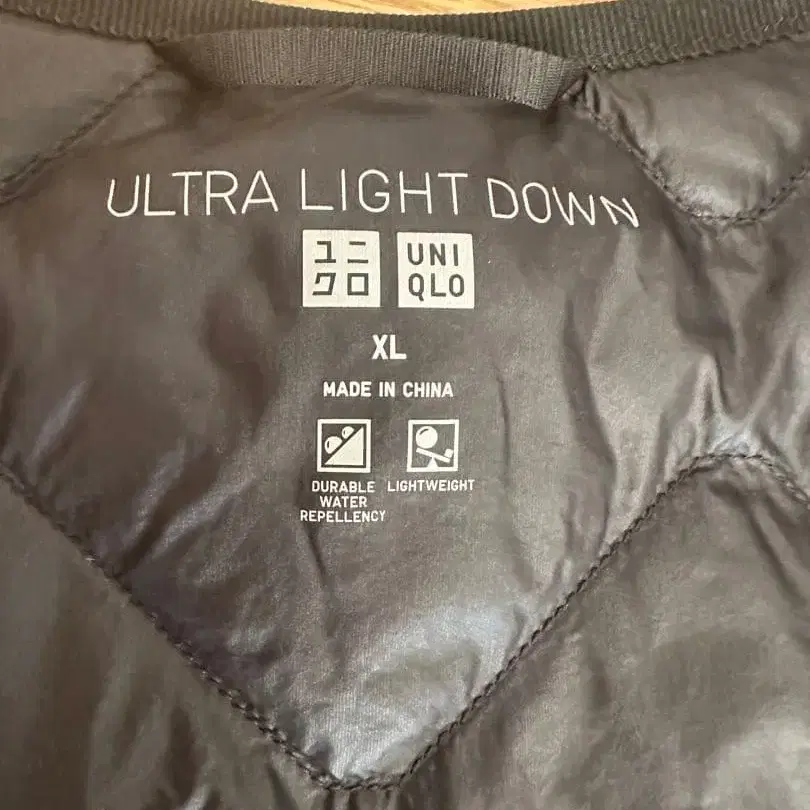 ULTRA LIGHT DOWN
ユニ UNI
クロ QLO
XL
MADE IN CHINA
DURABLE LIGHTWEIGHT
WATER
REPELLENCY